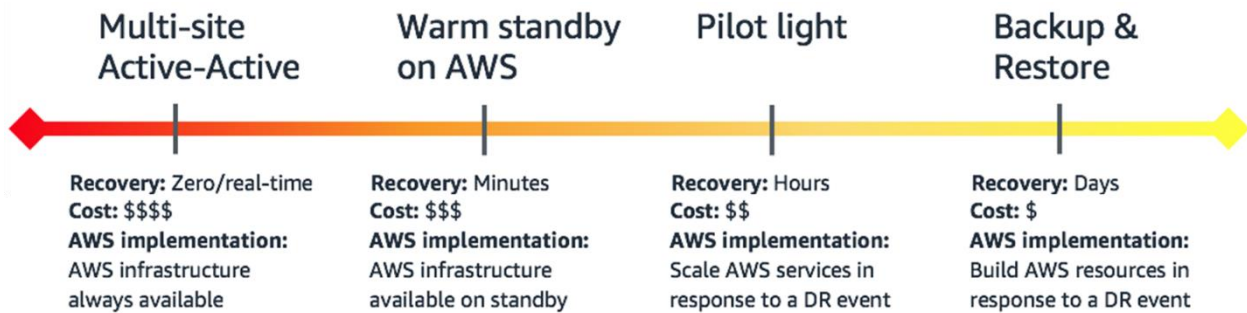 Multi-site
Active-Active
Warm standby
on AWS
Pilot light
Backup &
Restore
Recovery: Zero/real-time
Cost: $$$$
AWS implementation:
AWS infrastructure
always available
Recovery: Minutes
Cost: $$$
AWS implementation:
AWS infrastructure
available on standby
Recovery: Hours
Cost: $$
AWS implementation:
Scale AWS services in
response to a DR event
Recovery: Days
Cost: $
AWS implementation:
Build AWS resources in
response to a DR event